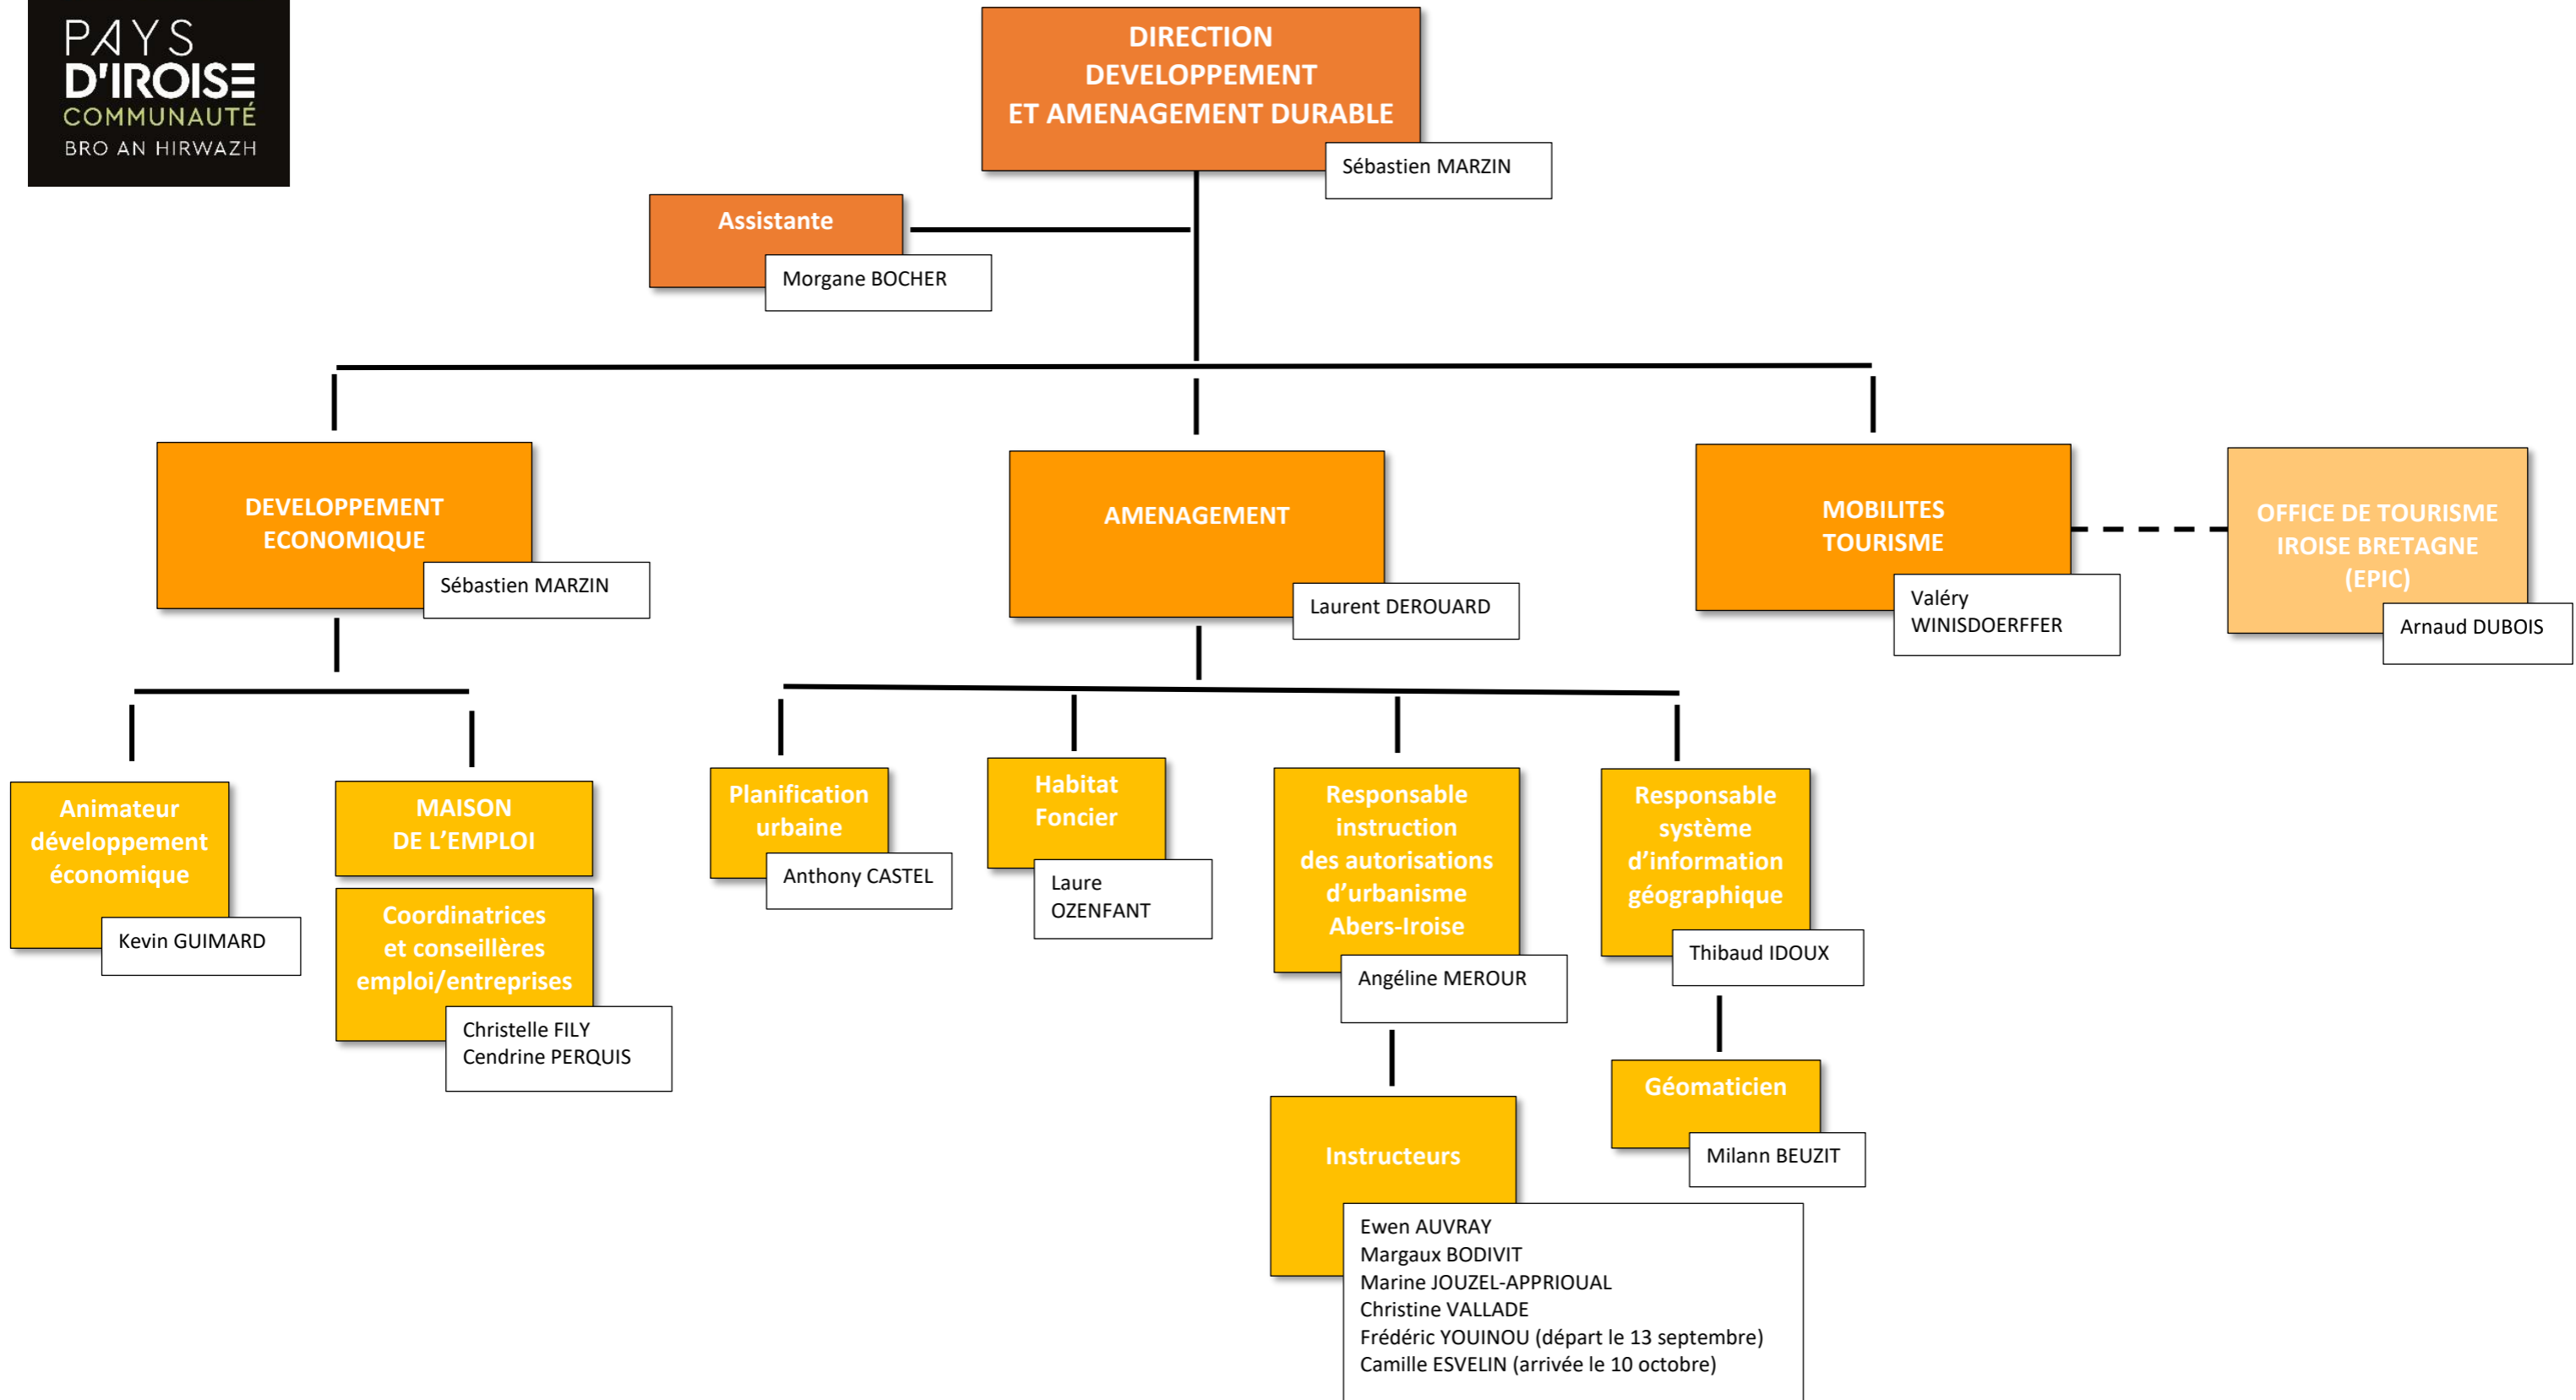 PAYS
D'IROISE
COMMUNAUTÉ
BRO AN HIRWAZH
DIRECTION
DEVELOPPEMENT
ET AMENAGEMENT DURABLE
Sébastien MARZIN
Assistante
Morgane BOCHER
DEVELOPPEMENT
ECONOMIQUE
Sébastien MARZIN
AMENAGEMENT
Laurent DEROUARD
MOBILITES
TOURISME
Valéry
WINISDOERFFER
OFFICE DE TOURISME
IROISE BRETAGNE
(EPIC)
Arnaud DUBOIS
Animateur
développement
économique
Kevin GUIMARD
MAISON
DE L’EMPLOI
Coordinatrices
et conseillères
emploi/entreprises
Christelle FILY
Cendrine PERQUIS
Planification
urbaine
Anthony CASTEL
Habitat
Foncier
Laure
OZENFANT
Responsable
instruction
des autorisations
d’urbanisme
Abers-Iroise
Angéline MEROUR
Responsable
système
d’information
géographique
Thibaud IDOUX
Instructeurs
Ewen AUVRAY
Margaux BODIVIT
Marine JOUZEL-APPRIOUAL
Christine VALLADE
Frédéric YOUINOU (départ le 13 septembre)
Camille ESVELIN (arrivée le 10 octobre)
Géomaticien
Milann BEUZIT